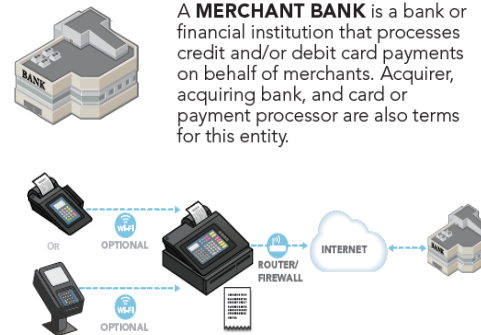 A MERCHANT BANK is a bank or
financial institution that processes
credit and/or debit card payments
on behalf of merchants. Acquirer,
acquiring bank, and card or
payment processor are also terms
for this entity.
BANK
WI-FI
OR
OPTIONAL
ROUTER/
FIREWALL
INTERNET
BANK
WI-FI
OPTIONAL